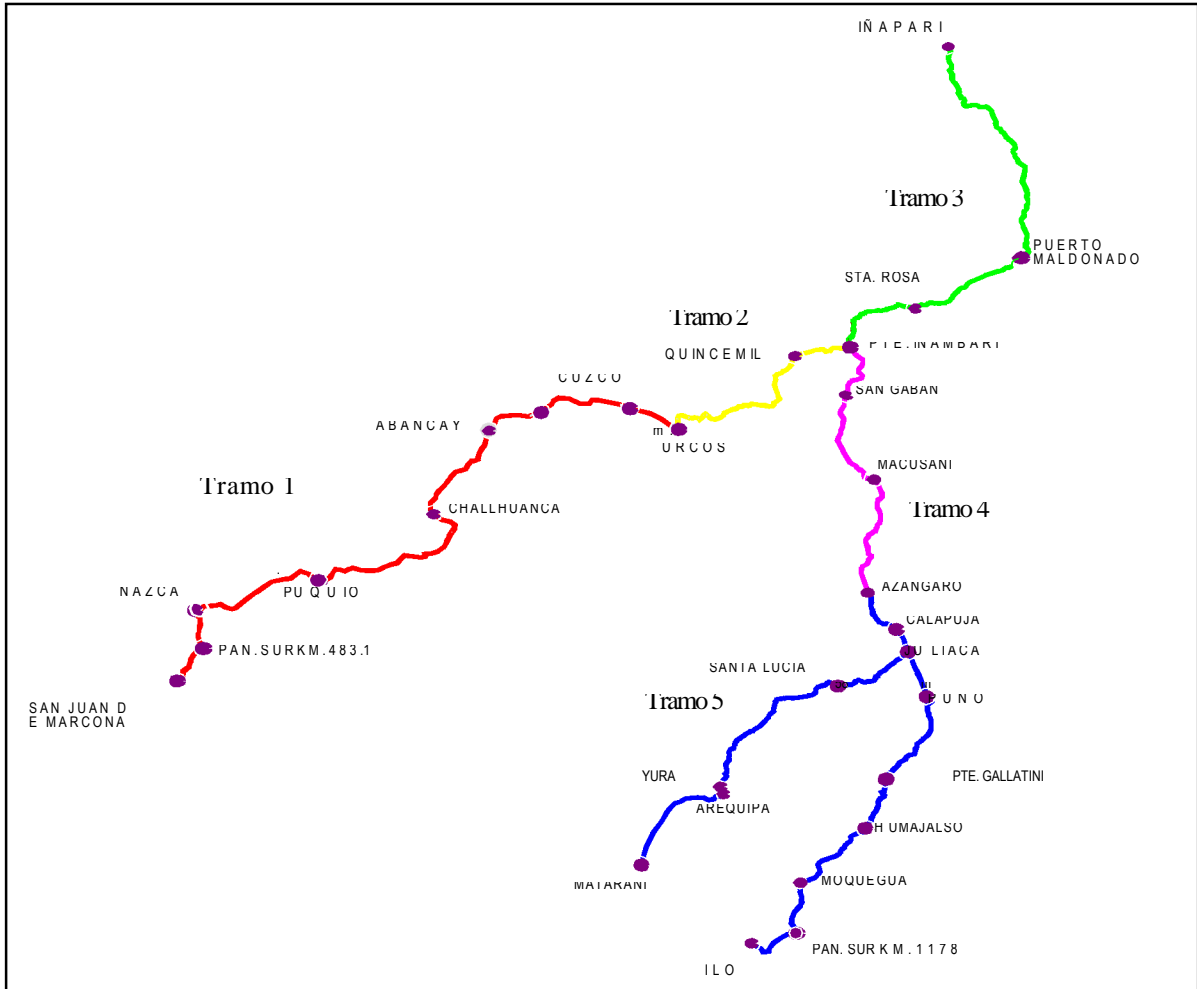 IÑAPARI
Tramo 3
PUERTO
MALDONADO
STA. ROSA
Tramo 2
PTE. INAMBARI
QUINCEMIL
CUZCO
SAN GABAN
ABANCAY
m.
URCOS
MACUSANI
Tramo 1
CHALLHUANCA
Tramo 4
NAZCA
PUQUIO
AZANGARO
CALAPUJA
PAN.SURKM.483.1
JULIACA
SANTA LUCIA
SAN JUAN D
E MARCONA
Tramo 5
PUNO
YURA
PTE. GALLATINI
AREQUIPA
HUMAJALSO
MATARANI
MOQUEGUA
PAN. SUR KM. 1178
ILO